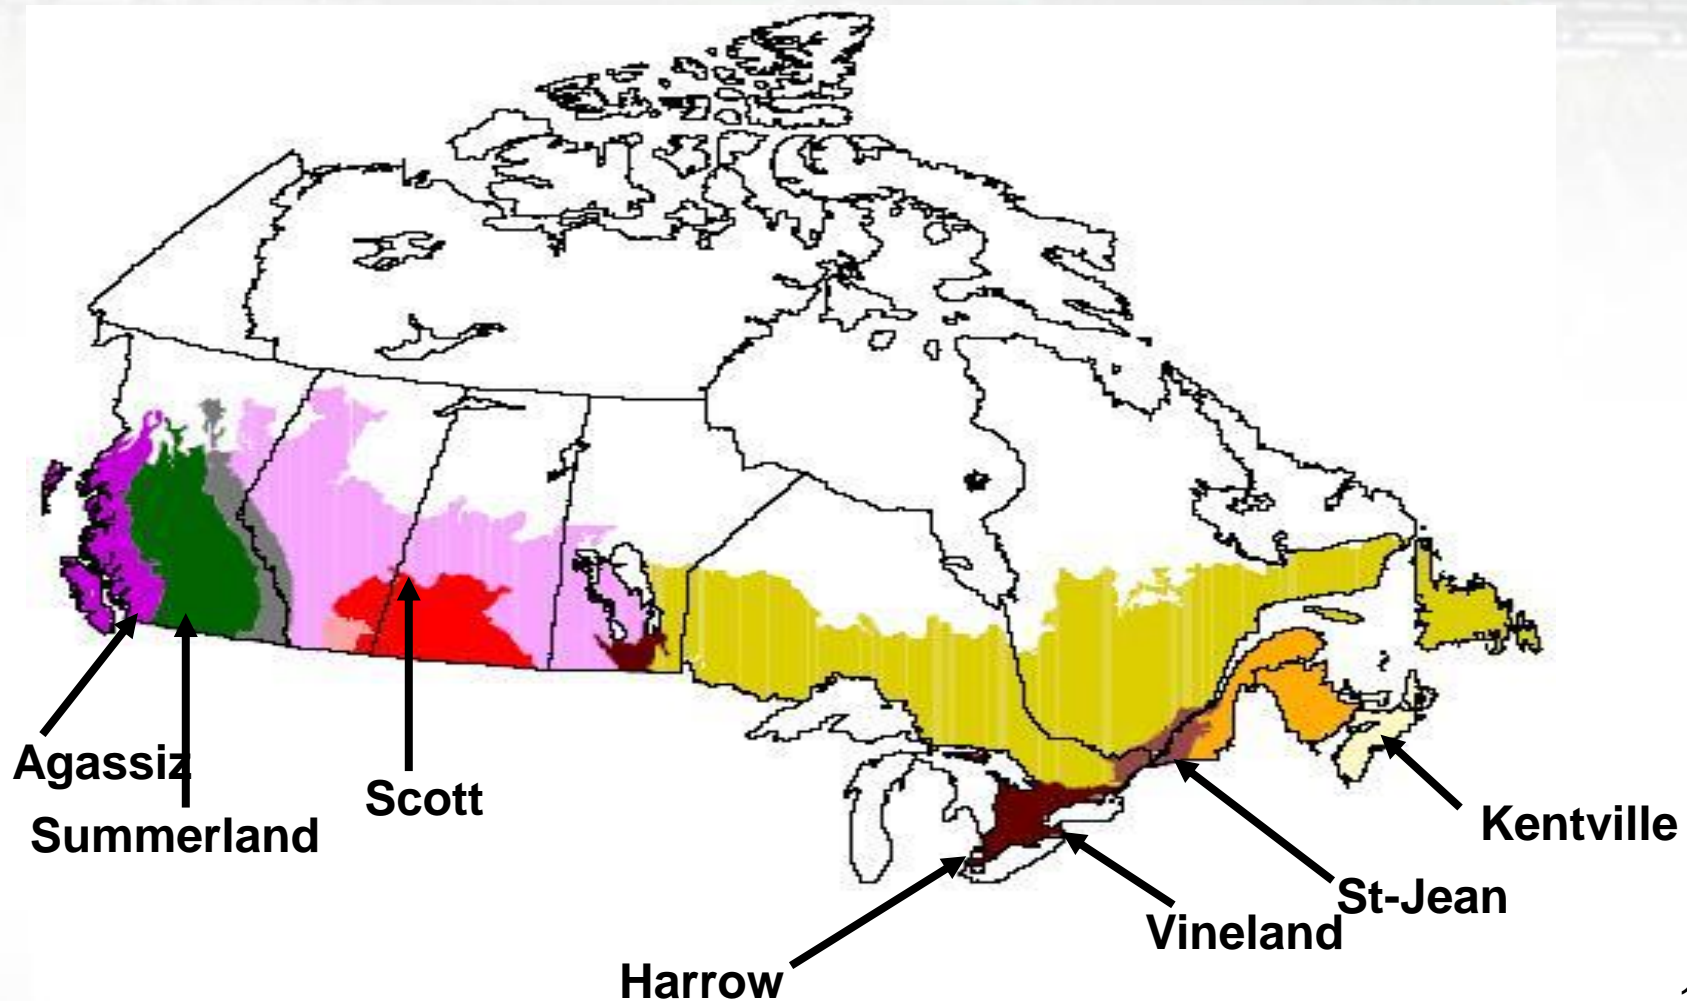 Agassiz
Summerland
Scott
Kentville
St-Jean
Vineland
Harrow